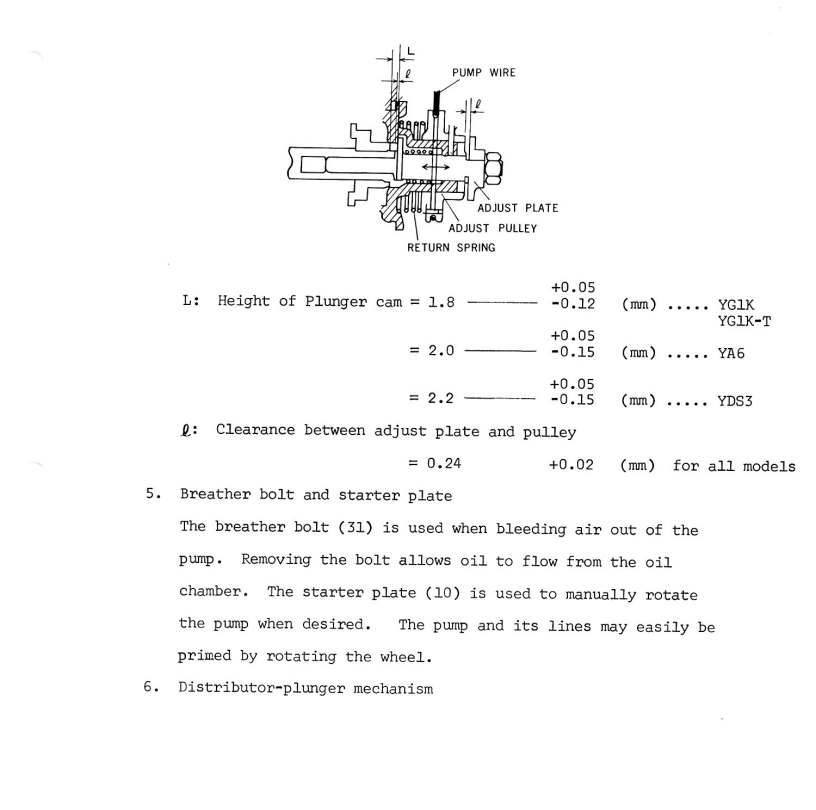 L
ℓ
PUMP WIRE
ℓ
ADJUST PLATE
ADJUST PULLEY
RETURN SPRING
+0.05
L: Height of Plunger cam = 1.8 -0.12 (mm) ..... YG1K
YG1K-T
+0.05
= 2.0 -0.15 (mm) ..... YA6
+0.05
= 2.2 -0.15 (mm) ..... YDS3
ℓ: Clearance between adjust plate and pulley
= 0.24 +0.02 (mm) for all models
5. Breather bolt and starter plate
The breather bolt (31) is used when bleeding air out of the
pump. Removing the bolt allows oil to flow from the oil
chamber. The starter plate (10) is used to manually rotate
the pump when desired. The pump and its lines may easily be
primed by rotating the wheel.
6. Distributor-plunger mechanism